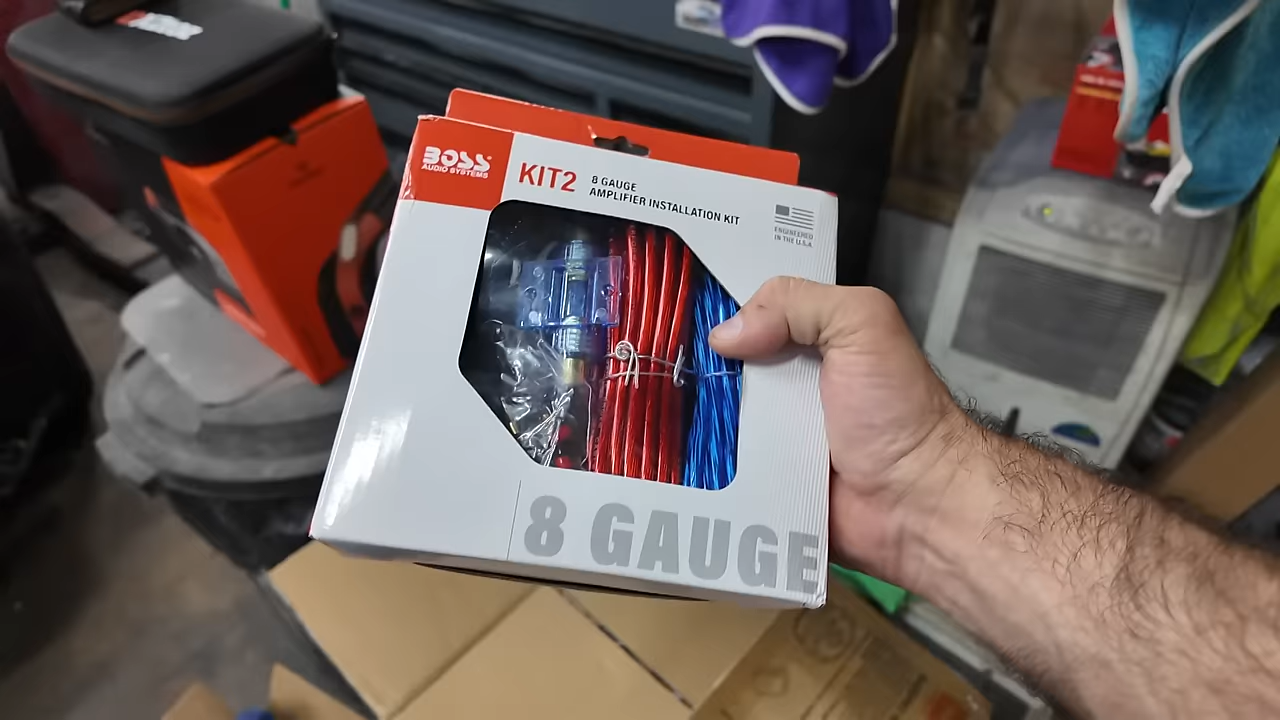 BOSS
AUDIO SYSTEMS
KIT2
8 GAUGE
AMPLIFIER INSTALLATION KIT
ENGINEERED
IN THE U.S.A.
8 GAUGE